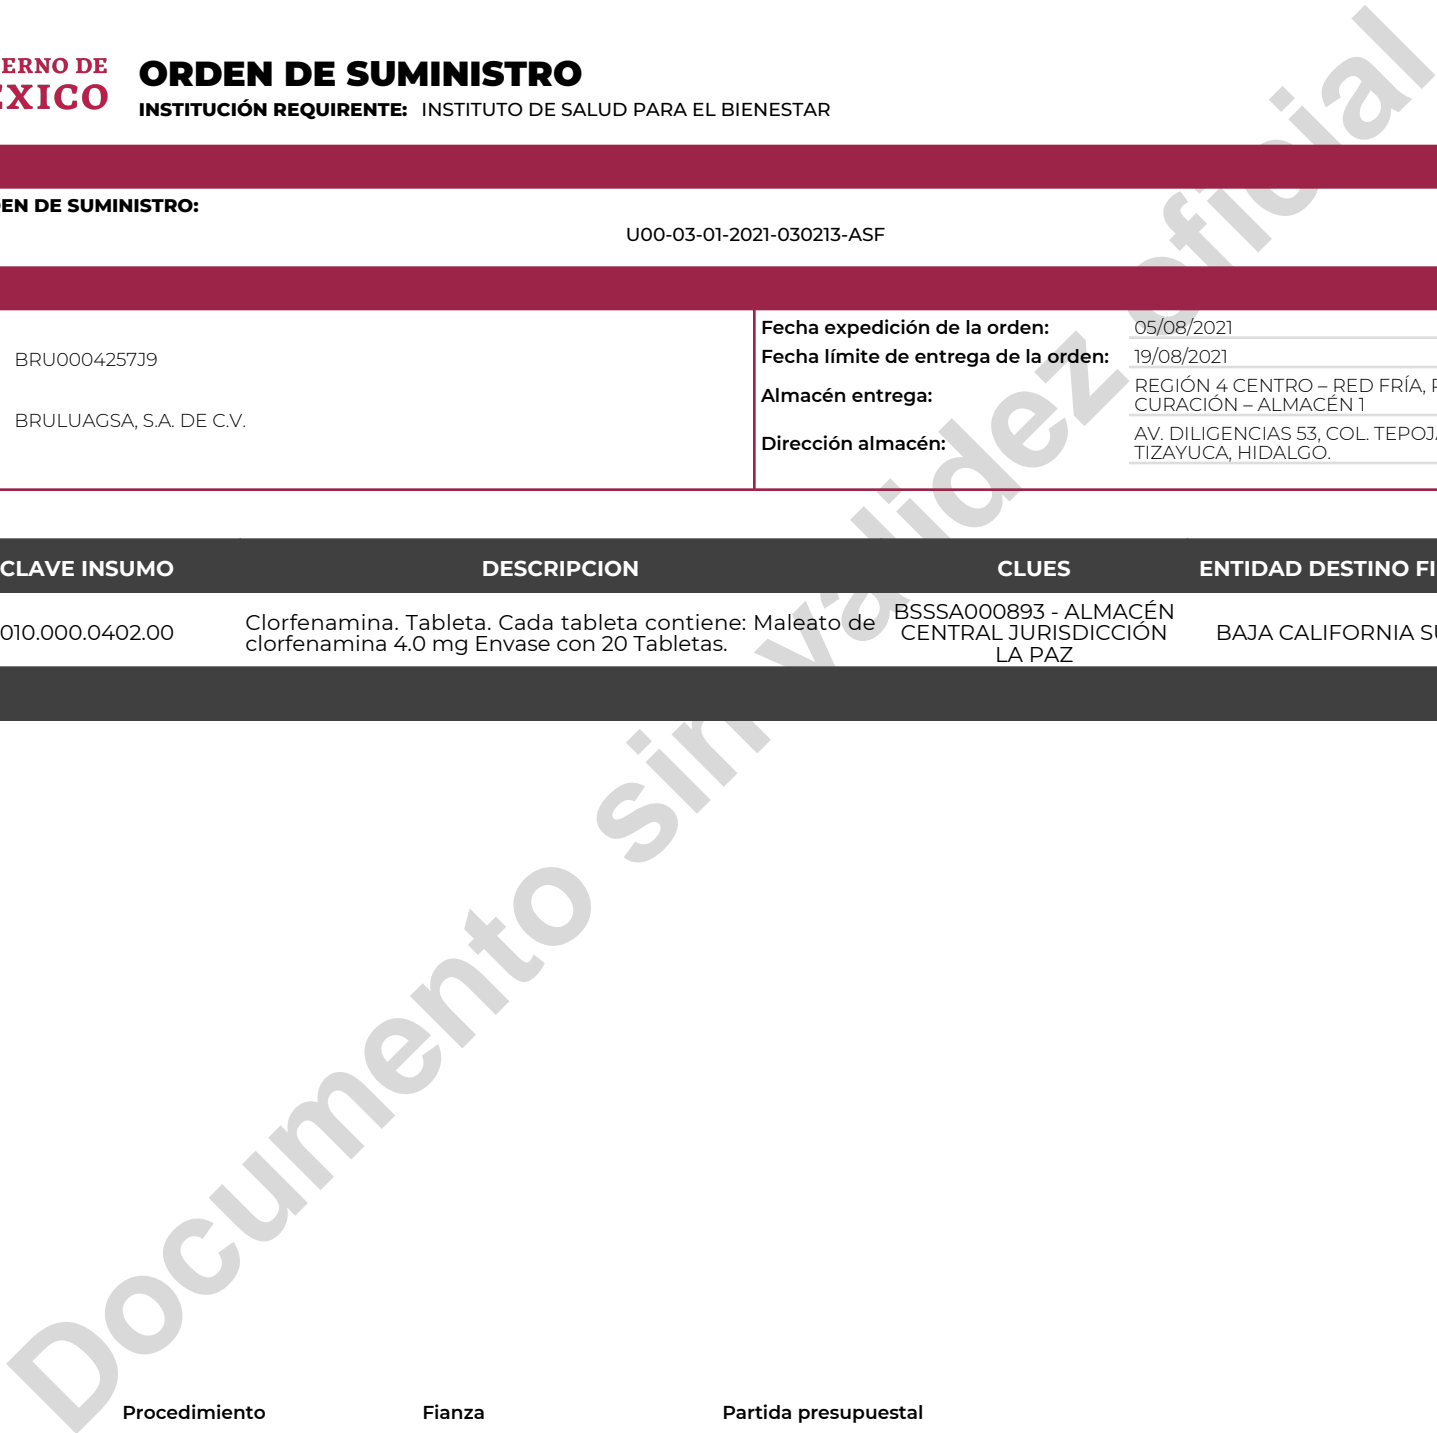 ERNO DE
ORDEN DE SUMINISTRO
XICO
INSTITUCIÓN REQUIRENTE: INSTITUTO DE SALUD PARA EL BIENESTAR
EN DE SUMINISTRO:
U00-03-01-2021-030213-ASF
BRU0004257J9
BRULUAGSA, S.A. DE C.V.
Fecha expedición de la orden: 05/08/2021
Fecha límite de entrega de la orden: 19/08/2021
Almacén entrega: REGIÓN 4 CENTRO – RED FRÍA,
CURACIÓN – ALMACÉN 1
Dirección almacén: AV. DILIGENCIAS 53, COL. TEPOJ
TIZAYUCA, HIDALGO.
CLAVE INSUMO DESCRIPCION CLUES ENTIDAD DESTINO FI
010.000.0402.00
Clorfenamina. Tableta. Cada tableta contiene: Maleato de
clorfenamina 4.0 mg Envase con 20 Tabletas.
BSSSA000893 - ALMACÉN
CENTRAL JURISDICCIÓN
LA PAZ
BAJA CALIFORNIA S
Documento sin validez oficial
Procedimiento Fianza Partida presupuestal